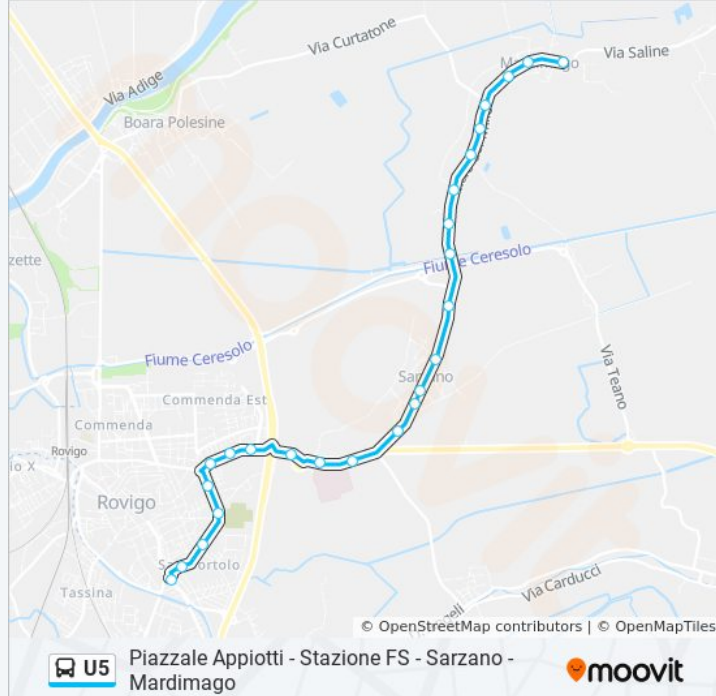 Via Curtatone
Via Saline
Via Adige
Boara Polesine
Fiume Ceresolo
Fiume Ceresolo
Via Teano
Commenda Est
Commenda
Rovigo
Rovigo
Tassina
Via Carducci
© OpenStreetMap contributors | © OpenMapTiles
U5
Piazzale Appiotti - Stazione FS - Sarzano -
Mardimago
moovit